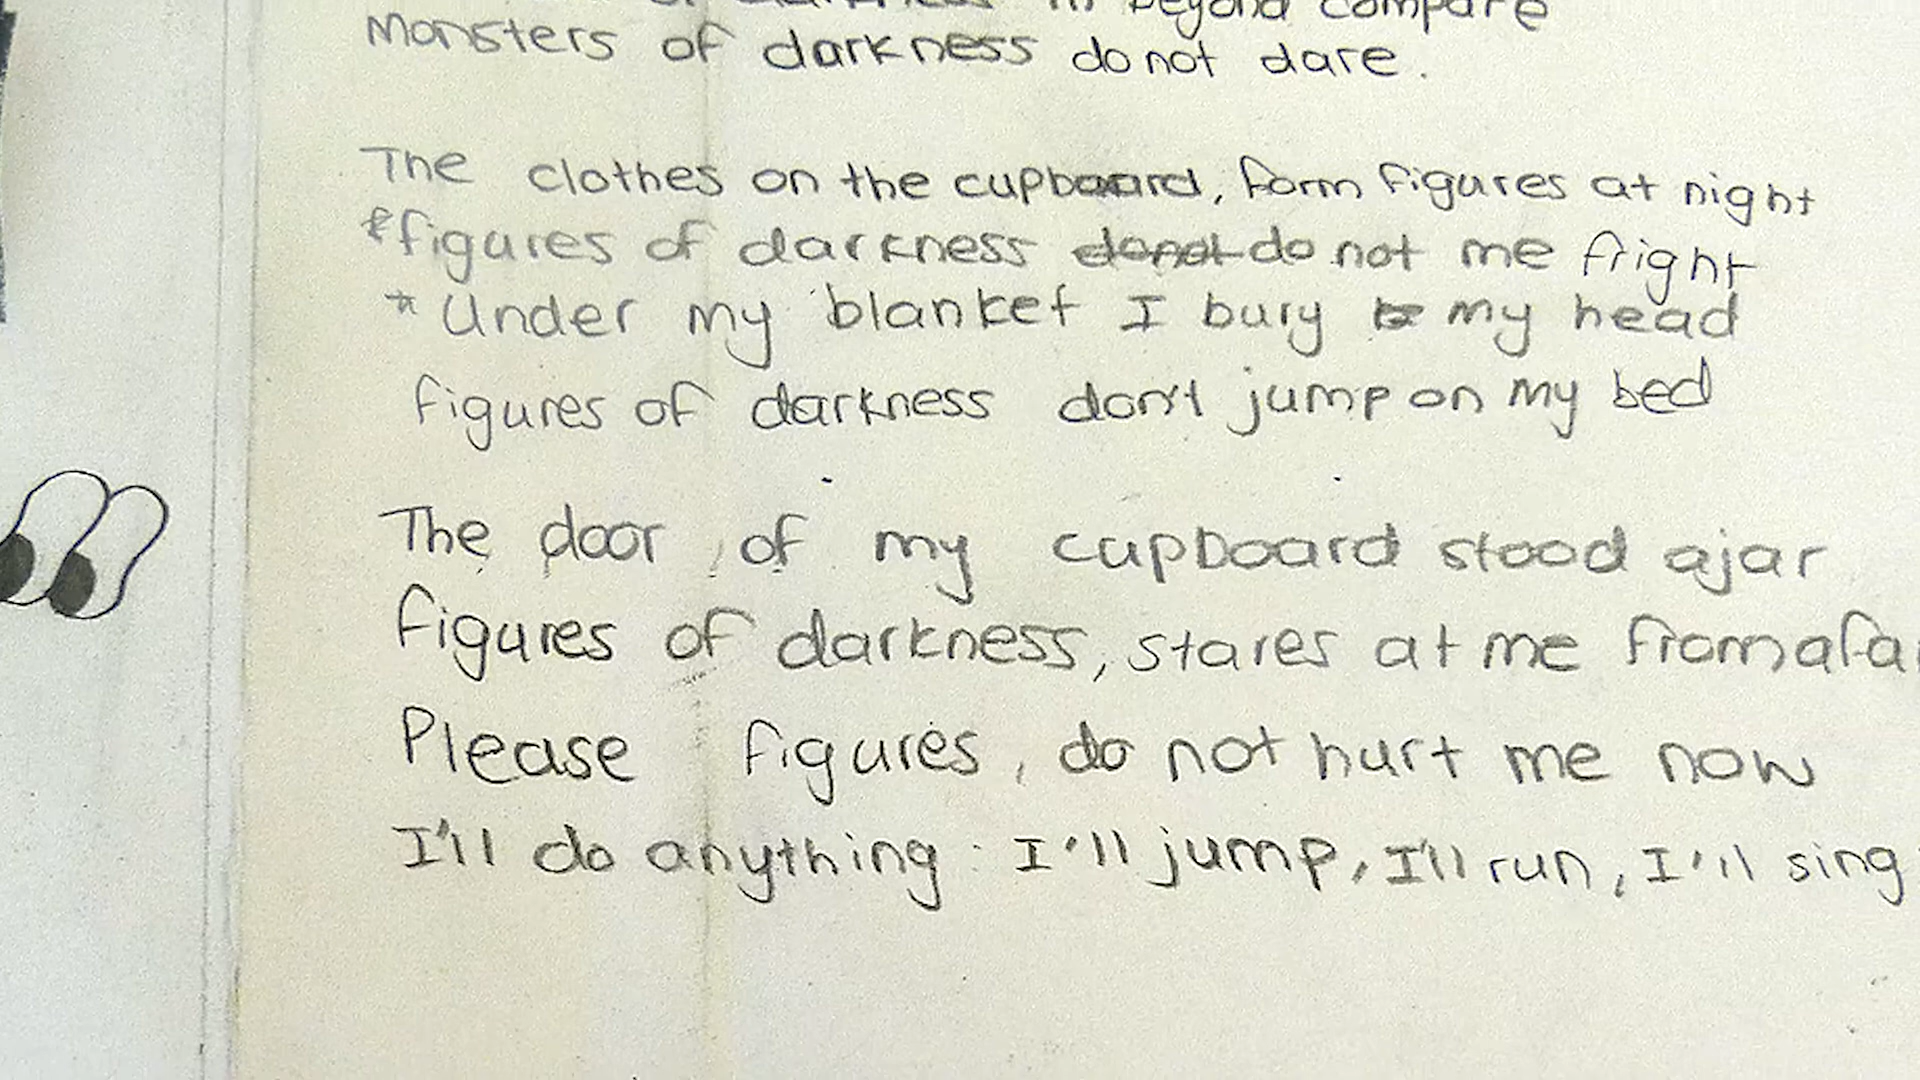 beyond compare
Monsters of darkness do not dare.
The clothes on the cupboard, form figures at night
figures of darkness donot do not me fright
* Under my blanket I bury my head
figures of darkness don't jump on my bed
The door of my cupboard stood ajar
figures of darkness, stares at me from
Please figures, do not hurt me now
I'll do anything: I'll jump, I'll run, I'll sing